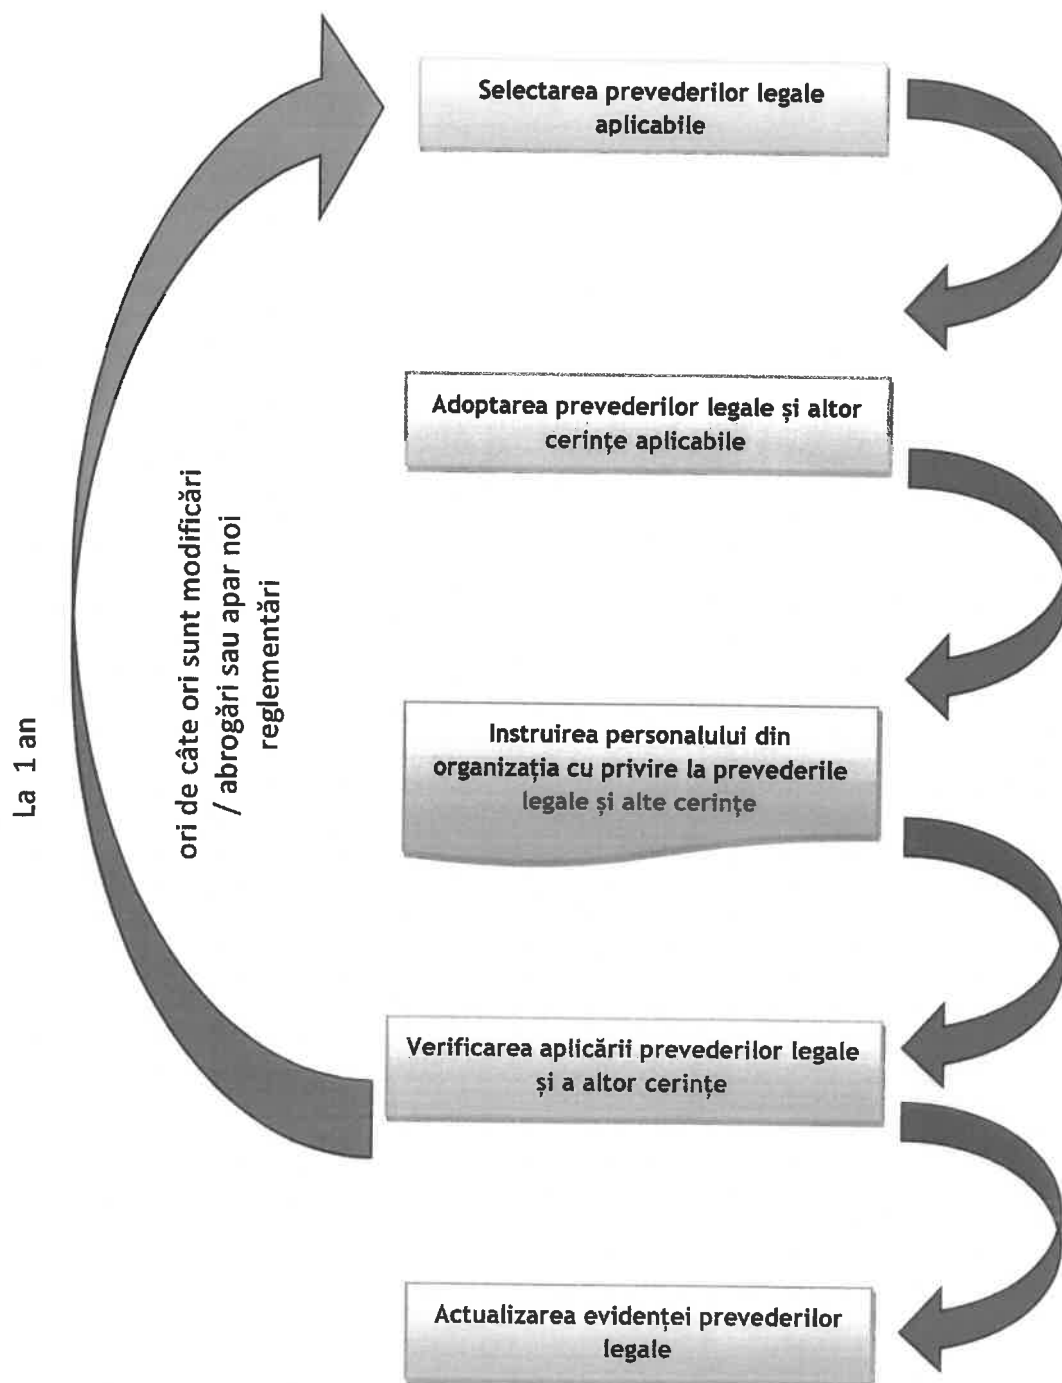 Selectarea prevederilor legale
aplicabile
Adoptarea prevederilor legale și altor
cerințe aplicabile
Instruirea personalului din
organizația cu privire la prevederile
legale și alte cerințe
Verificarea aplicării prevederilor legale
și a altor cerințe
Actualizarea evidenței prevederilor
legale
La 1 an
ori de câte ori sunt modificări
/ abrogări sau apar noi
reglementări